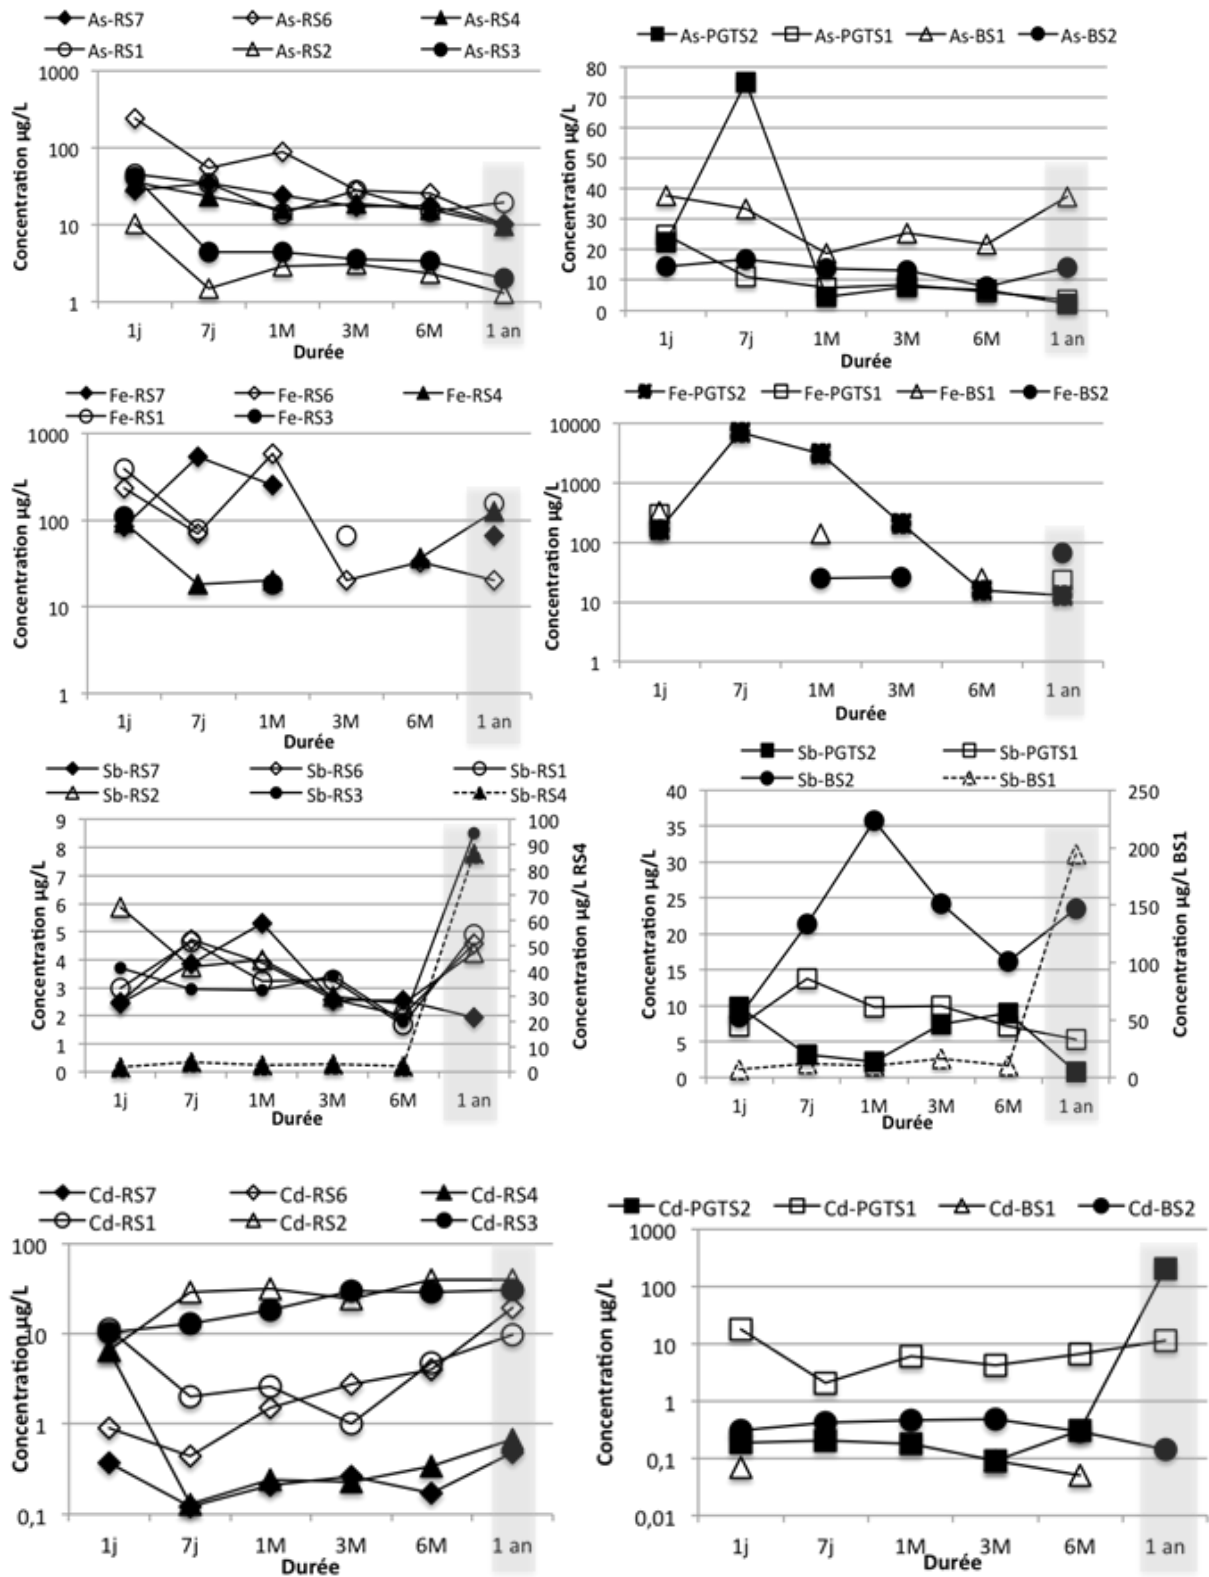 As-RS7 As-RS6 As-RS4
As-RS1 As-RS2 As-RS3
Concentration µg/L
1000
100
10
1
1j 7j 1M 3M 6M 1 an
Durée
As-PGTS2 As-PGTS1 As-BS1 As-BS2
Concentration µg/L
80
70
60
50
40
30
20
10
0
1j 7j 1M 3M 6M 1 an
Durée
Fe-RS7 Fe-RS6 Fe-RS4
Fe-RS1 Fe-RS3
Concentration µg/L
1000
100
10
1
1j 7j 1M 3M 6M 1 an
Durée
Fe-PGTS2 Fe-PGTS1 Fe-BS1 Fe-BS2
Concentration µg/L
10000
1000
100
10
1
1j 7j 1M 3M 6M 1 an
Durée
Sb-RS7 Sb-RS6 Sb-RS1
Sb-RS2 Sb-RS3 Sb-RS4
Concentration µg/L
9
8
7
6
5
4
3
2
1
0
100
90
80
70
60
50
40
30
20
10
0
Concentration µg/L RS4
1j 7j 1M 3M 6M 1 an
Durée
Sb-PGTS2 Sb-PGTS1
Sb-BS2 Sb-BS1
Concentration µg/L
40
35
30
25
20
15
10
5
0
250
200
150
100
50
0
Concentration µg/L BS1
1j 7j 1M 3M 6M 1 an
Durée
Cd-RS7 Cd-RS6 Cd-RS4
Cd-RS1 Cd-RS2 Cd-RS3
Concentration µg/L
100
10
1
0,1
1j 7j 1M 3M 6M 1 an
Durée
Cd-PGTS2 Cd-PGTS1 Cd-BS1 Cd-BS2
Concentration µg/L
1000
100
10
1
0,1
0,01
1j 7j 1M 3M 6M 1 an
Durée